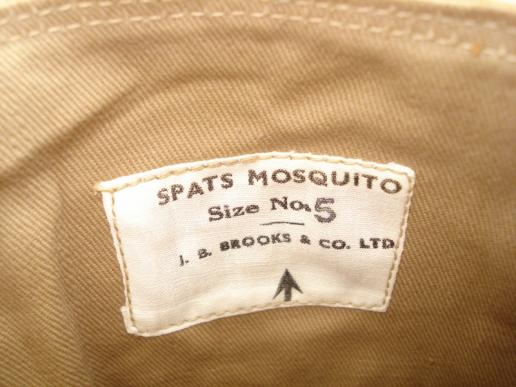 SPATS MOSQUITO
Size No. 5
J. B. BROOKS & CO. LTD